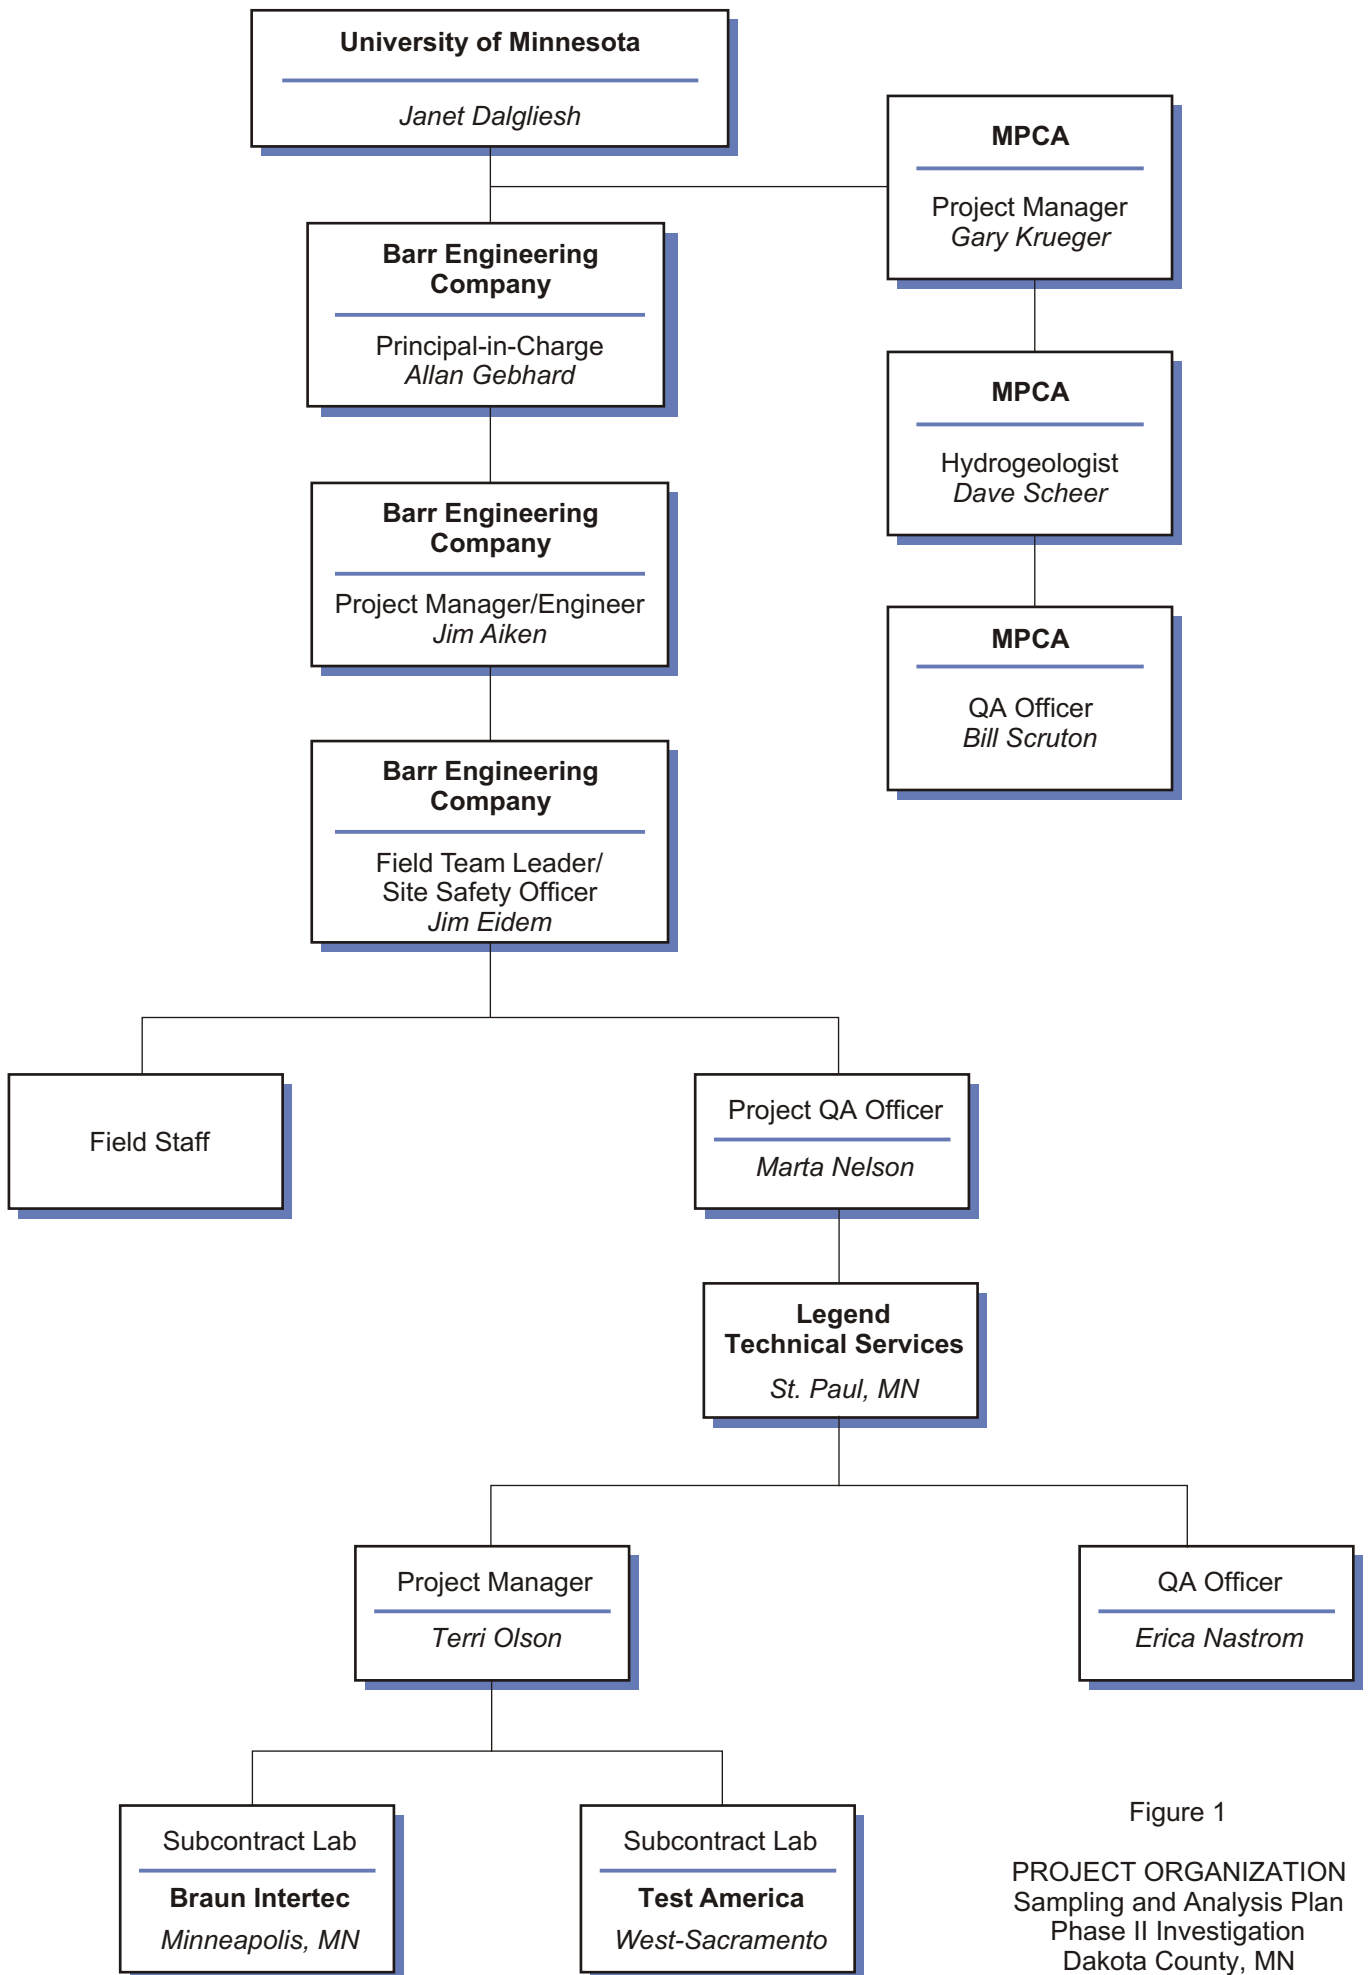 University of Minnesota
Janet Dalgliesh
MPCA
Project Manager
Gary Krueger
Barr Engineering
Company
Principal-in-Charge
Allan Gebhard
MPCA
Hydrogeologist
Dave Scheer
Barr Engineering
Company
Project Manager/Engineer
Jim Aiken
MPCA
QA Officer
Bill Scruton
Barr Engineering
Company
Field Team Leader/
Site Safety Officer
Jim Eidem
Field Staff
Project QA Officer
Marta Nelson
Legend
Technical Services
St. Paul, MN
Project Manager
Terri Olson
QA Officer
Erica Nastrom
Subcontract Lab
Braun Intertec
Minneapolis, MN
Subcontract Lab
Test America
West-Sacramento
Figure 1
PROJECT ORGANIZATION
Sampling and Analysis Plan
Phase II Investigation
Dakota County, MN